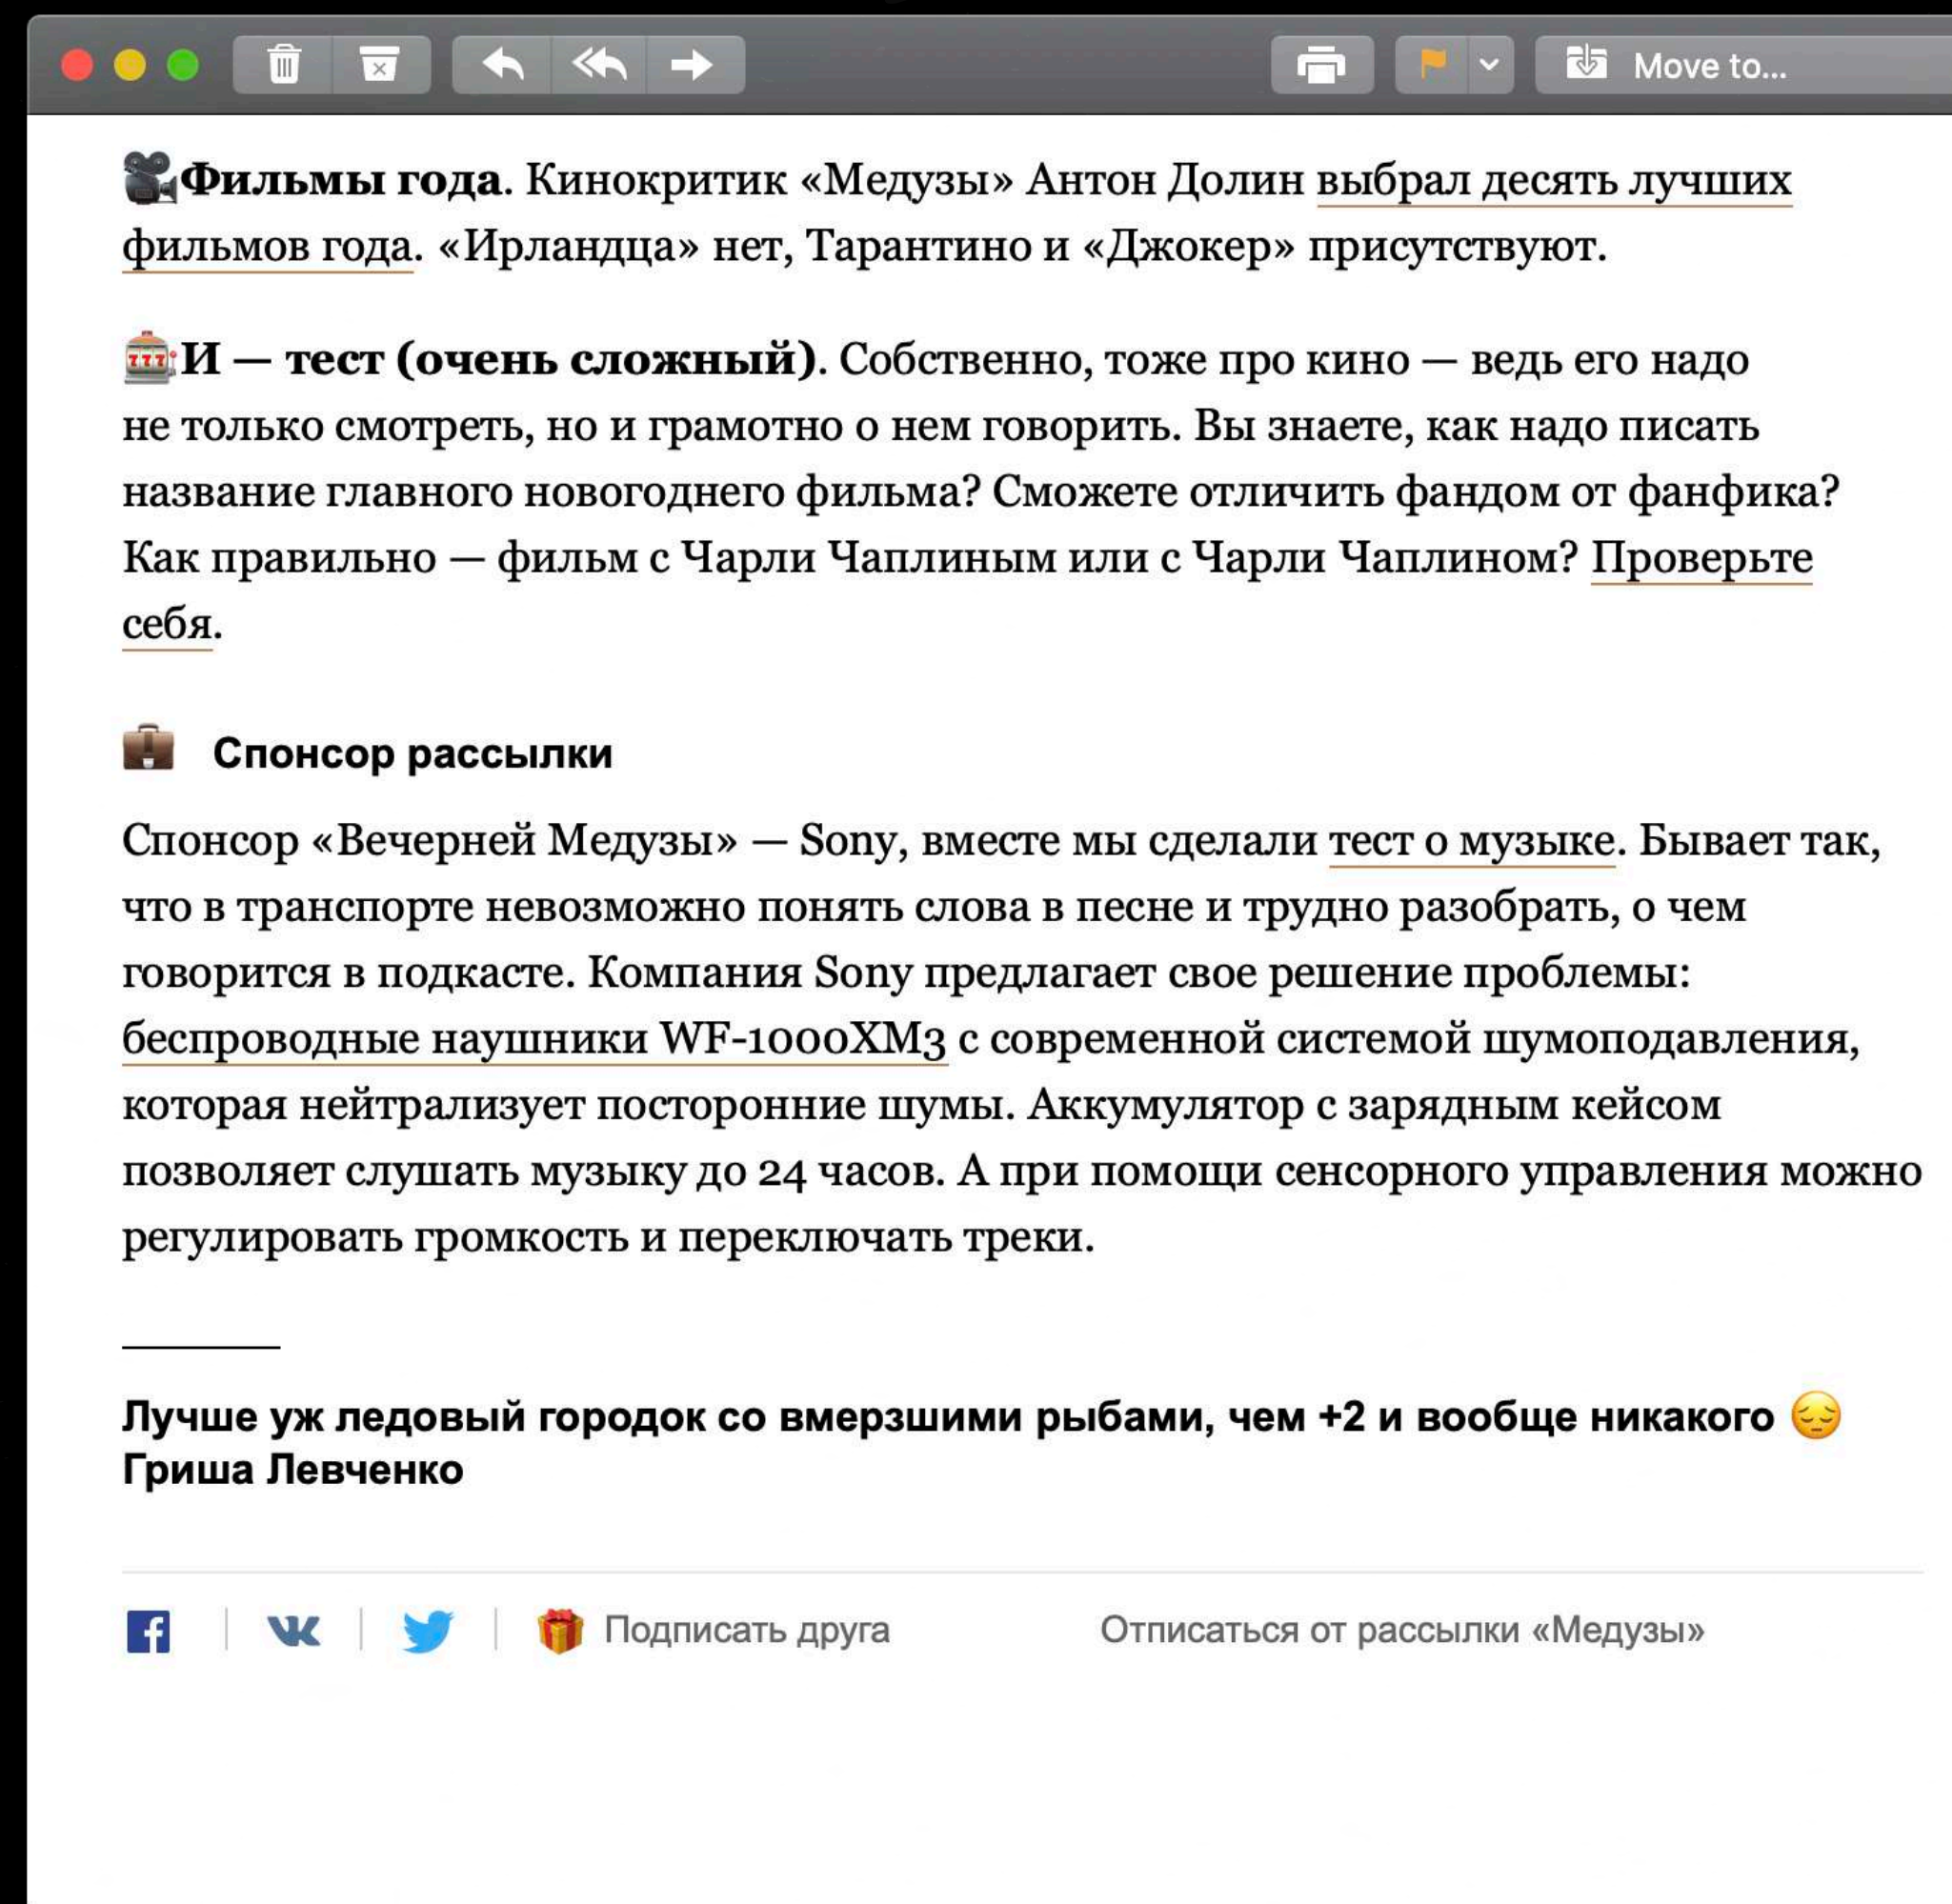 Move to...
Фильмы года. Кинокритик «Медузы» Антон Долин выбрал десять лучших
фильмов года. «Ирландца» нет, Тарантино и «Джокер» присутствуют.
И — тест (очень сложный). Собственно, тоже про кино — ведь его надо
не только смотреть, но и грамотно о нем говорить. Вы знаете, как надо писать
название главного новогоднего фильма? Сможете отличить фандом от фанфика?
Как правильно — фильм с Чарли Чаплиным или с Чарли Чаплином? Проверьте
себя.
Спонсор рассылки
Спонсор «Вечерней Медузы» — Sony, вместе мы сделали тест о музыке. Бывает так,
что в транспорте невозможно понять слова в песне и трудно разобрать, о чем
говорится в подкасте. Компания Sony предлагает свое решение проблемы:
беспроводные наушники WF-1000XM3 с современной системой шумоподавления,
которая нейтрализует посторонние шумы. Аккумулятор с зарядным кейсом
позволяет слушать музыку до 24 часов. А при помощи сенсорного управления можно
регулировать громкость и переключать треки.
Лучше уж ледовый городок со вмерзшими рыбами, чем +2 и вообще никакого 😔
Гриша Левченко
Подписать друга Отписаться от рассылки «Медузы»